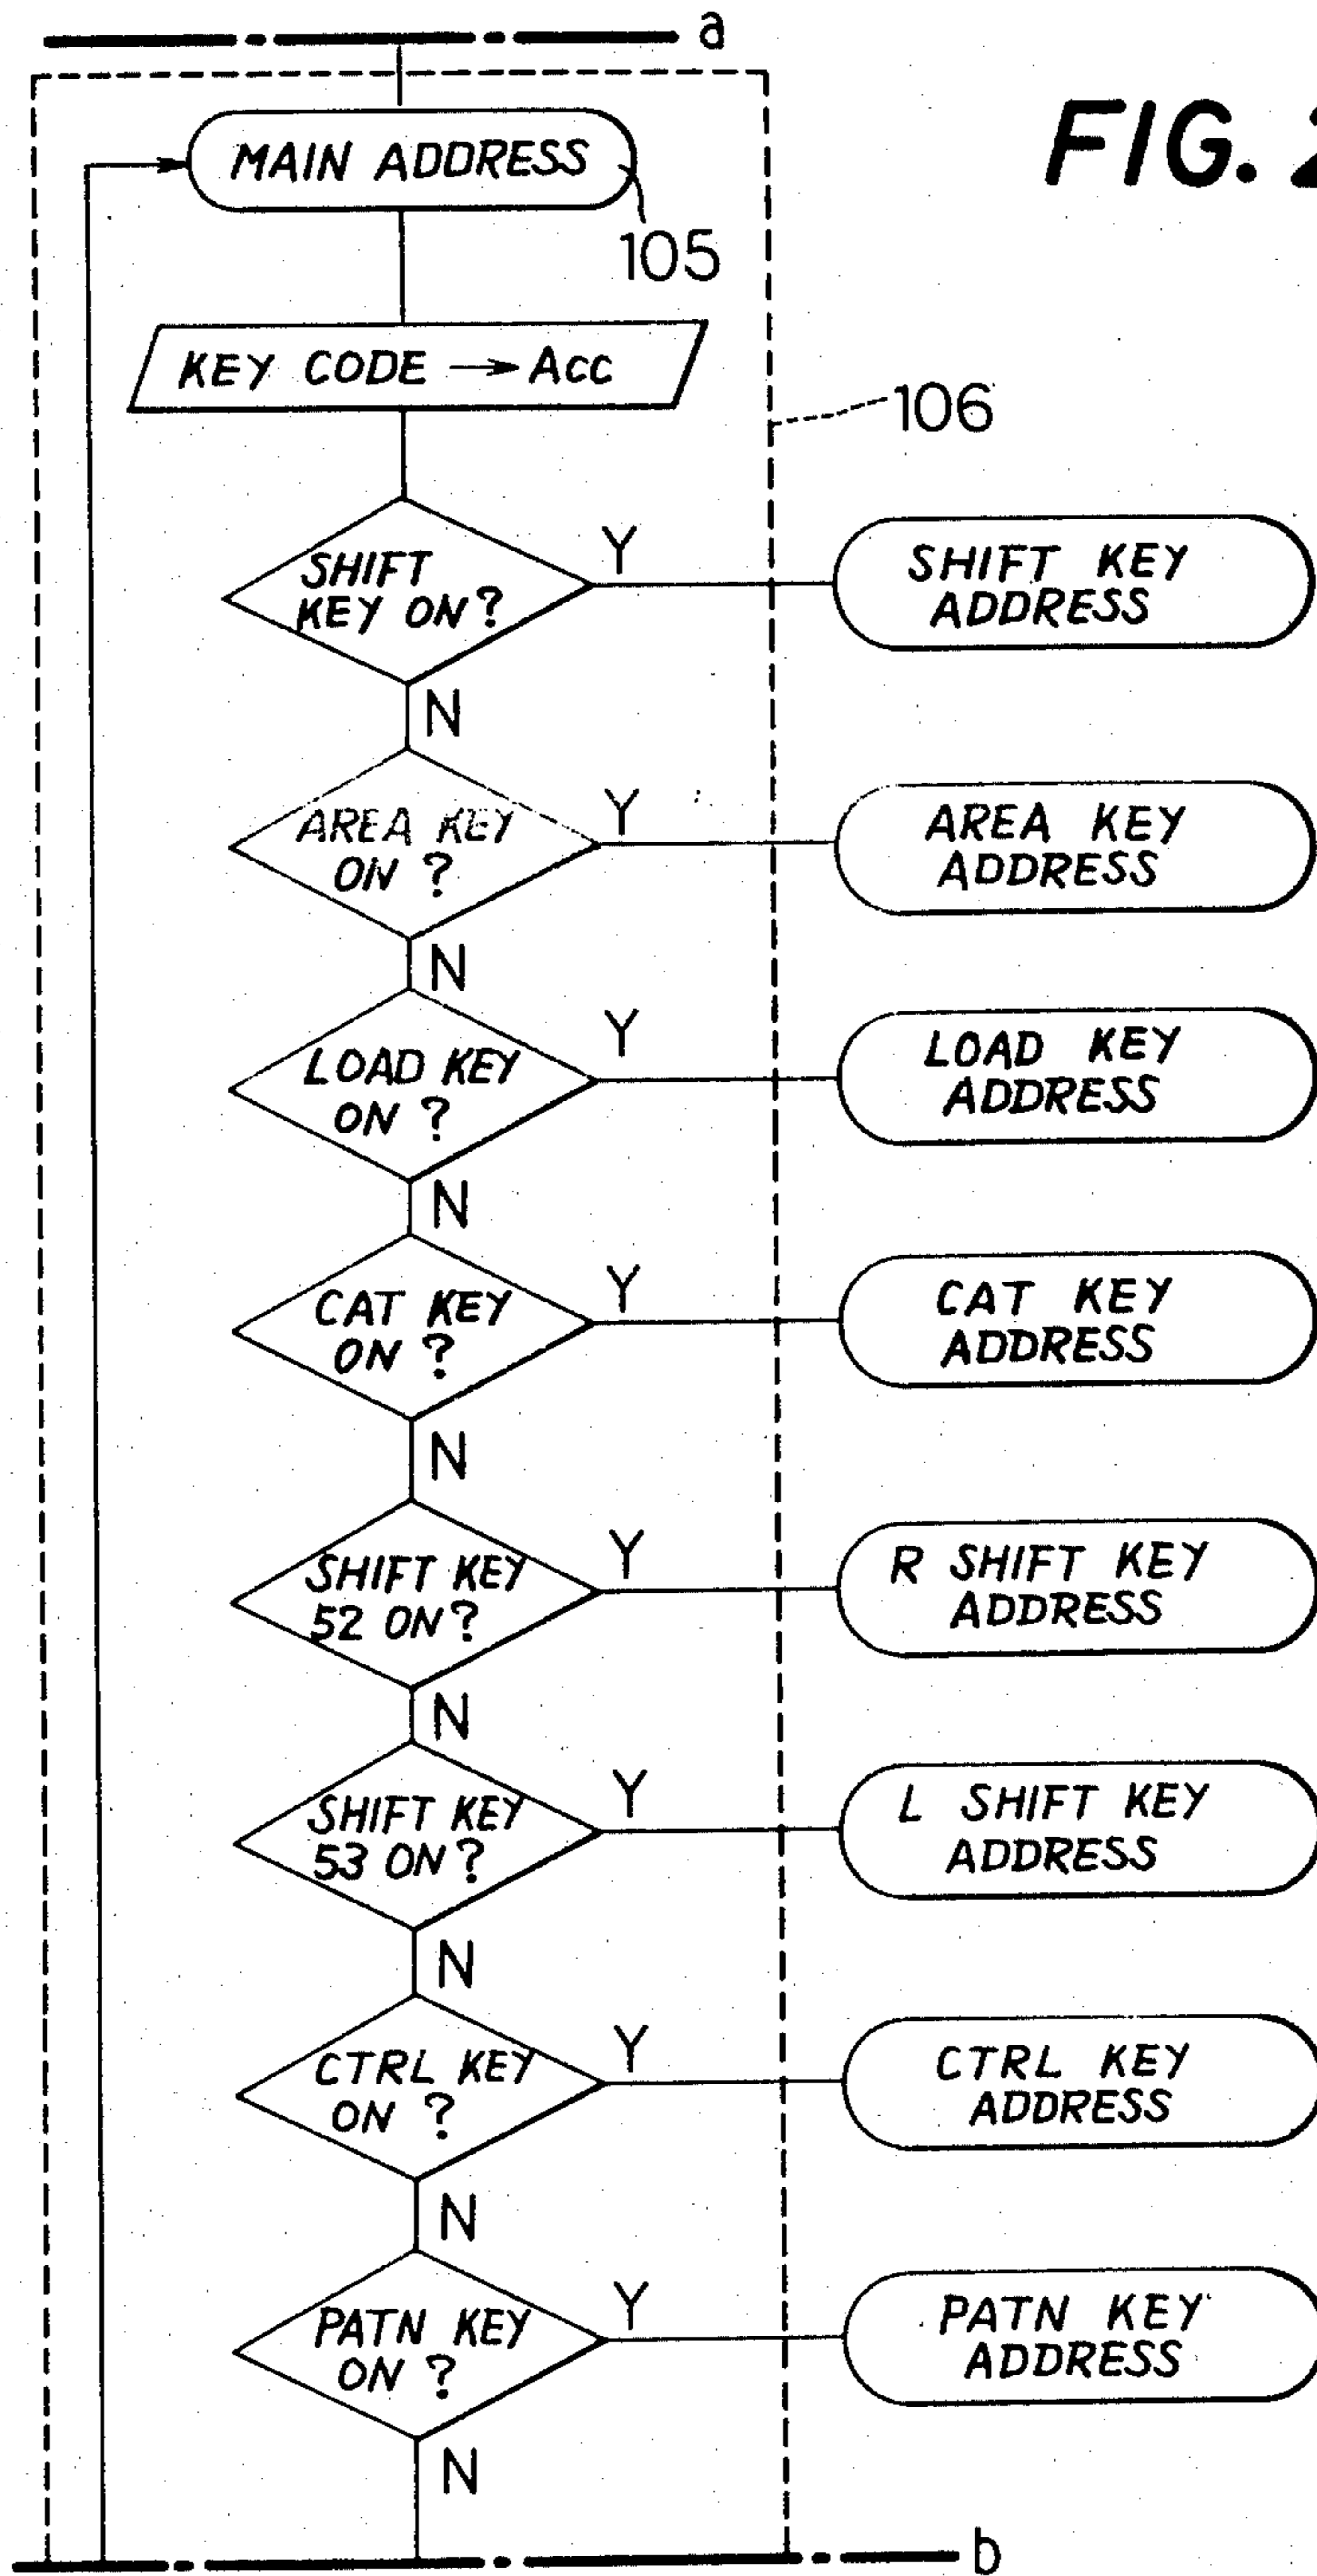 a
FIG. 2
MAIN ADDRESS
105
KEY CODE → Acc
106
SHIFT
KEY ON?
Y
SHIFT KEY
ADDRESS
N
AREA KEY
ON ?
Y
AREA KEY
ADDRESS
N
LOAD KEY
ON ?
Y
LOAD KEY
ADDRESS
N
CAT KEY
ON ?
Y
CAT KEY
ADDRESS
N
SHIFT KEY
52 ON?
Y
R SHIFT KEY
ADDRESS
N
SHIFT KEY
53 ON?
Y
L SHIFT KEY
ADDRESS
N
CTRL KEY
ON ?
Y
CTRL KEY
ADDRESS
N
PATN KEY
ON ?
Y
PATN KEY
ADDRESS
N
b